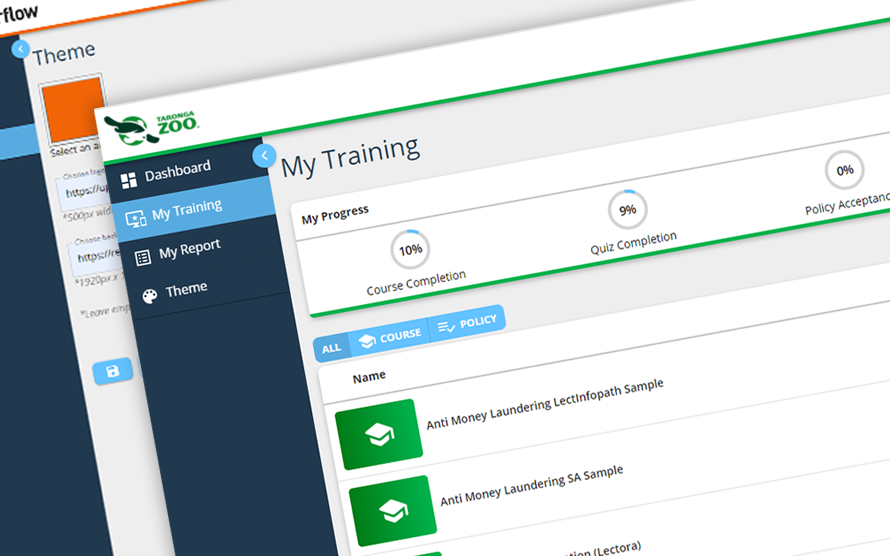 rflow
Theme
Select an a
Choose logo
https://up
*500px wid
Choose back
https://re
*1920px x
*Leave emp
TARONGA
ZOO
Dashboard
My Training
My Report
Theme
My Training
My Progress
10%
Course Completion
9%
Quiz Completion
0%
Policy Acceptanc
ALL
COURSE
POLICY
Name
Anti Money Laundering LectInfopath Sample
Anti Money Laundering SA Sample
tion (Lectora)